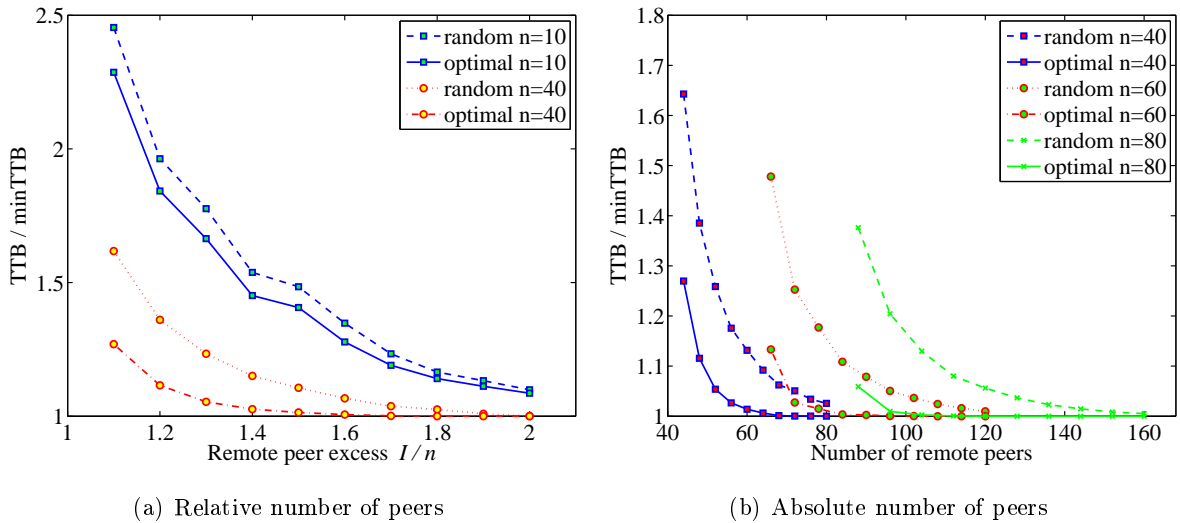 2.5
2
1.5
1
TTB / minTTB
random n=10
optimal n=10
random n=40
optimal n=40
1
1.2
1.4
1.6
1.8
2
Remote peer excess I / n
(a) Relative number of peers
1.8
1.7
1.6
1.5
1.4
1.3
1.2
1.1
1
TTB / minTTB
random n=40
optimal n=40
random n=60
optimal n=60
random n=80
optimal n=80
40
60
80
100
120
140
160
Number of remote peers
(b) Absolute number of peers